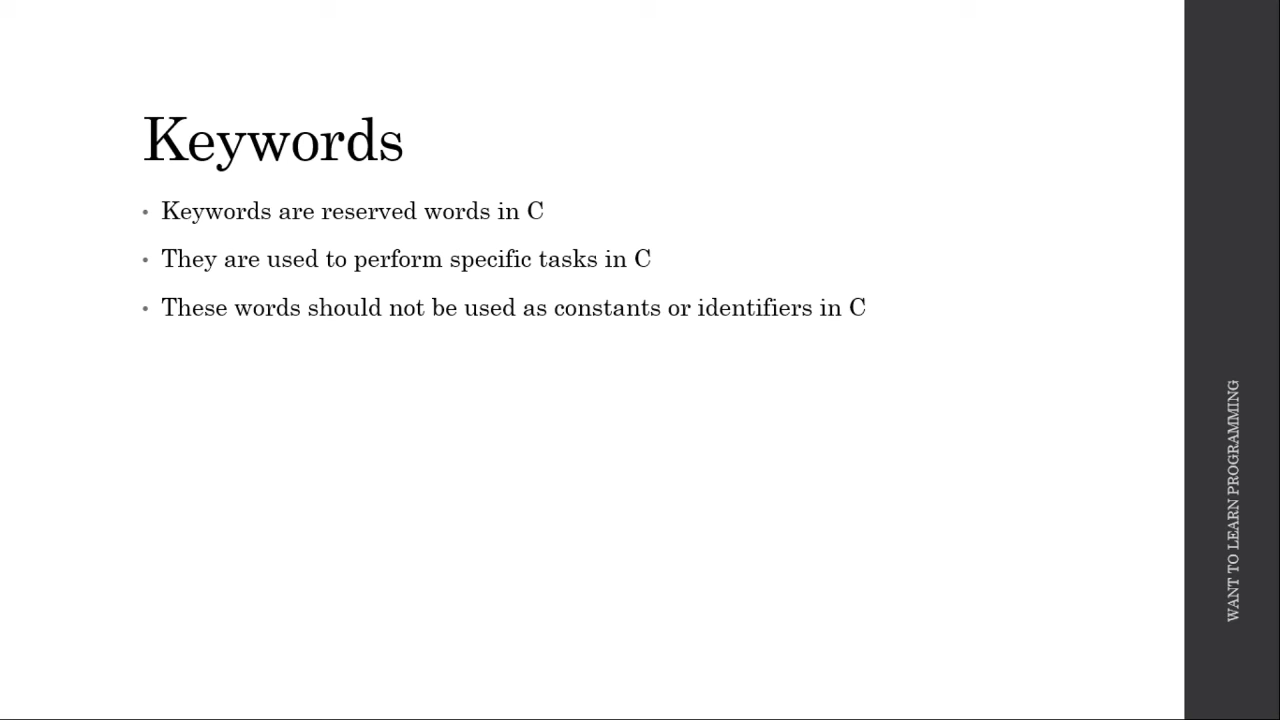 Keywords
• Keywords are reserved words in C
• They are used to perform specific tasks in C
• These words should not be used as constants or identifiers in C
WANT TO LEARN PROGRAMMING